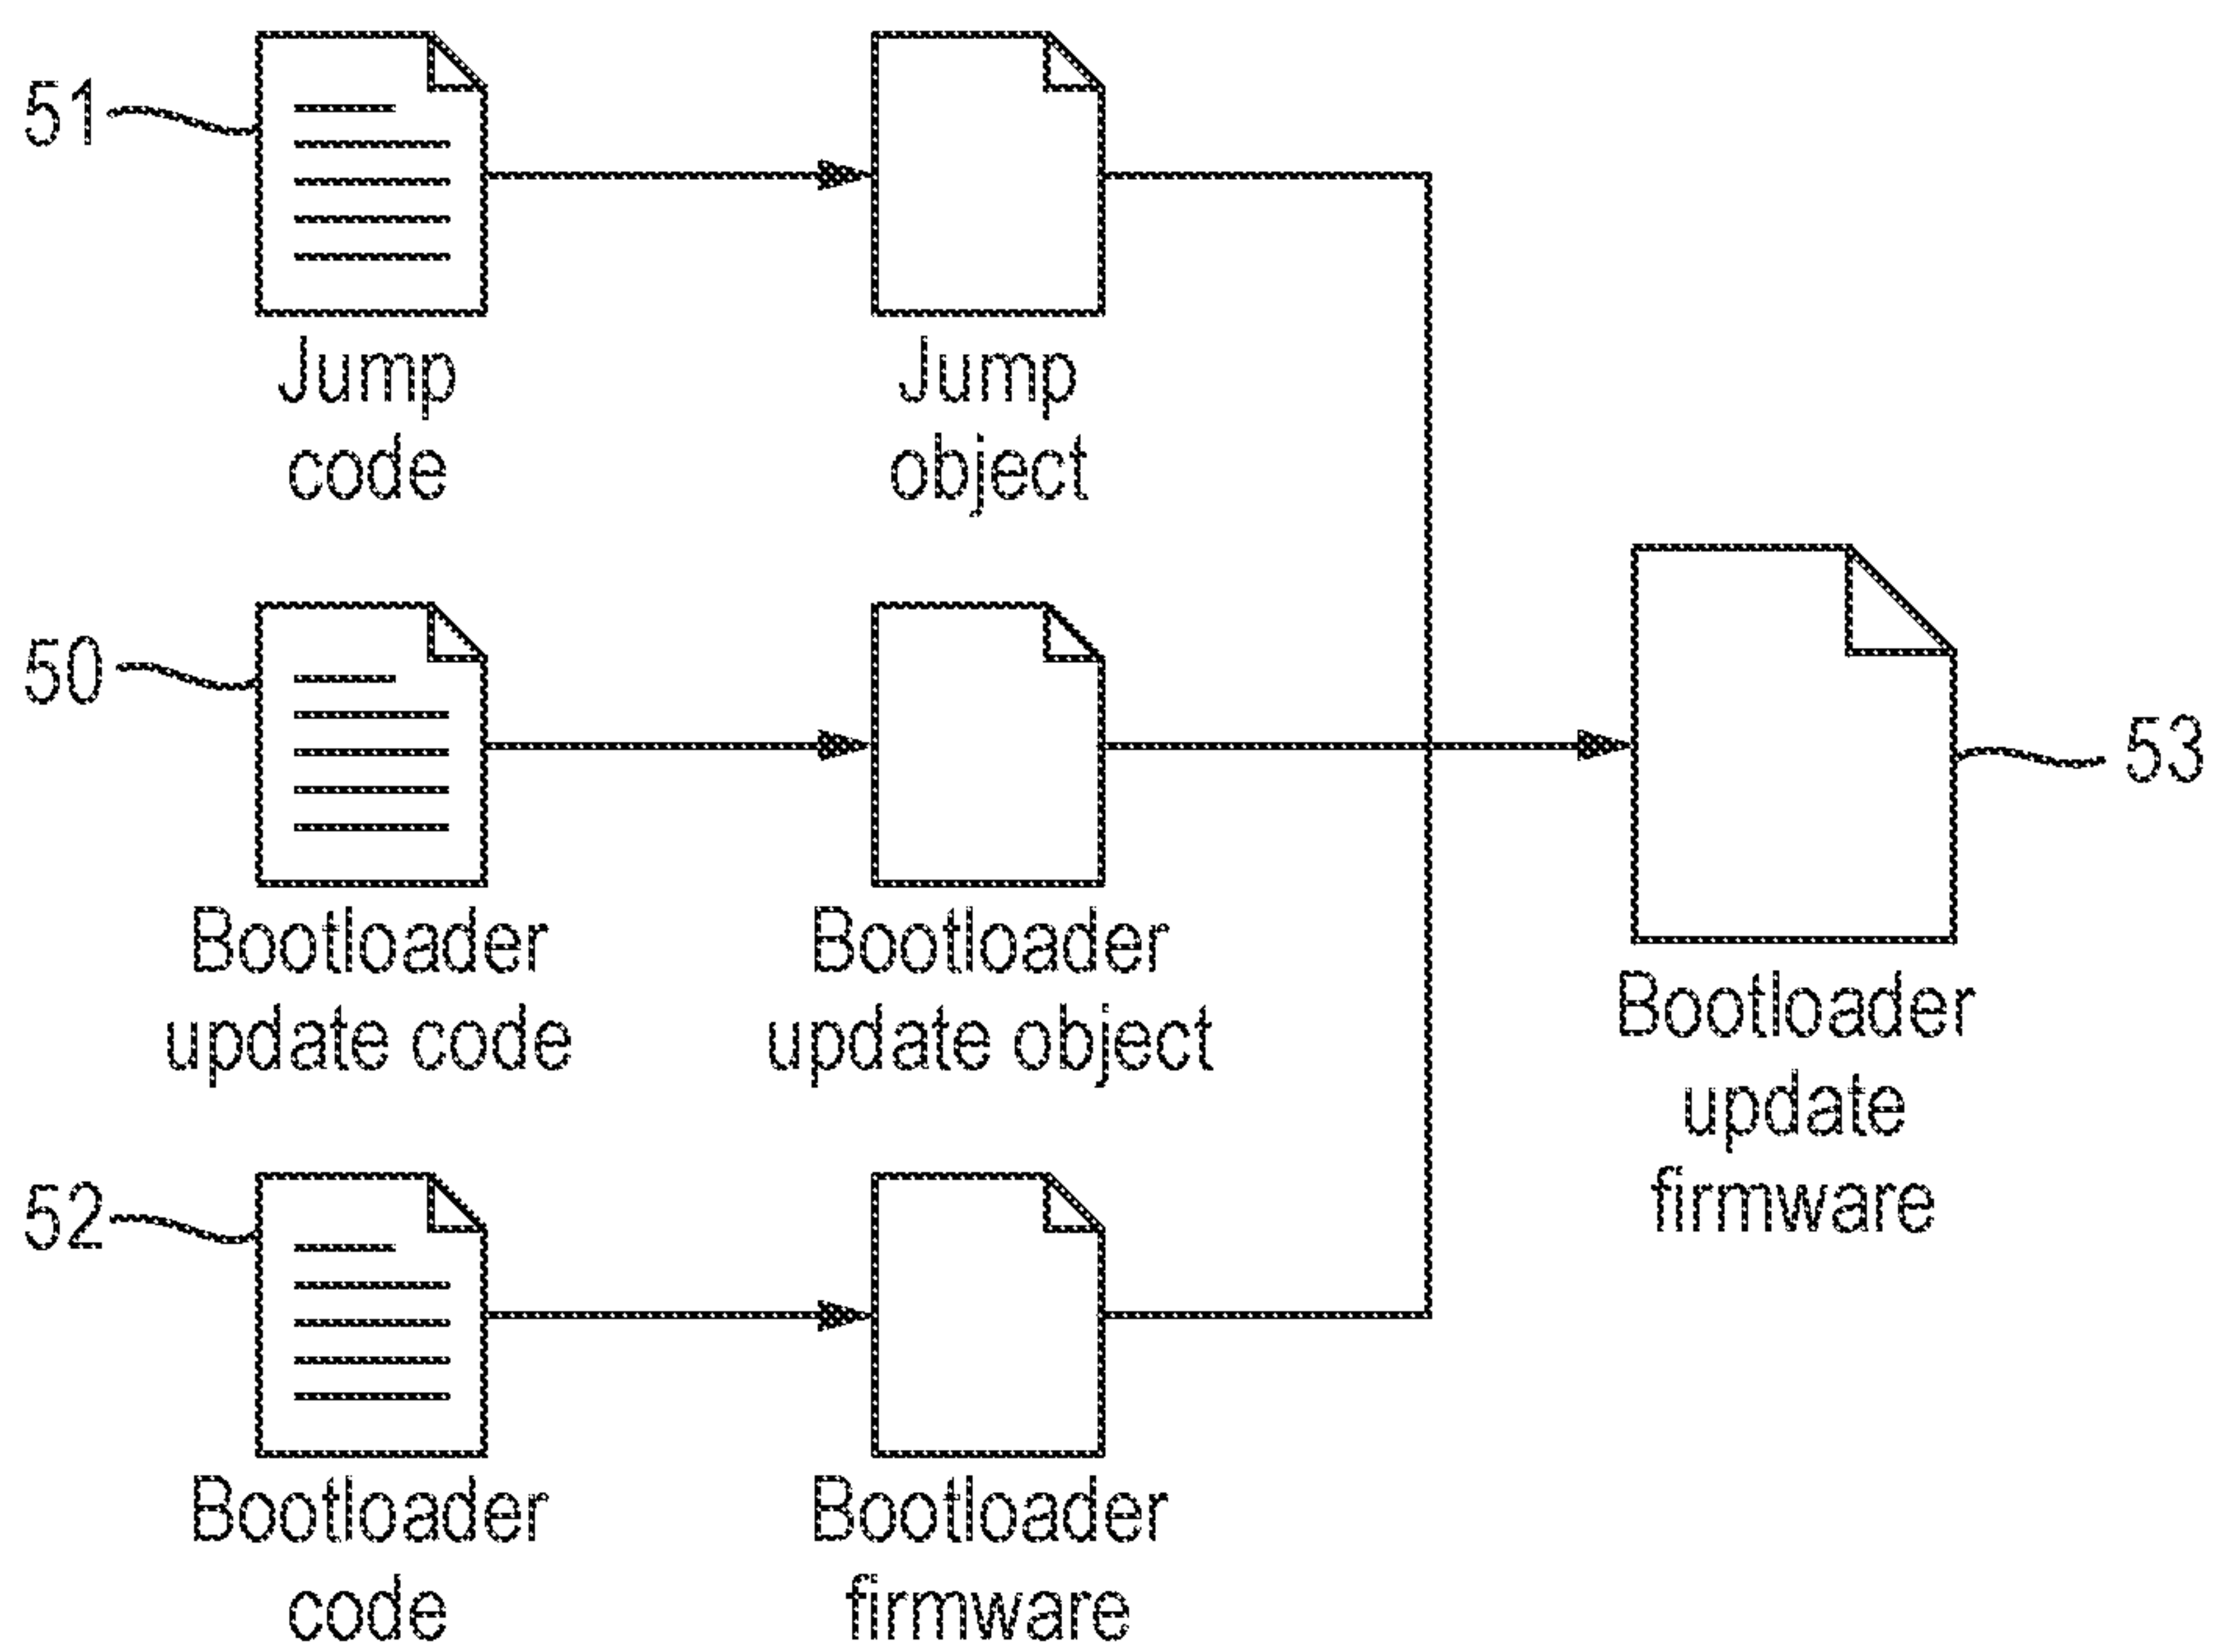 51
Jump
code
Jump
object
50
Bootloader
update code
Bootloader
update object
53
Bootloader
update
firmware
52
Bootloader
code
Bootloader
firmware